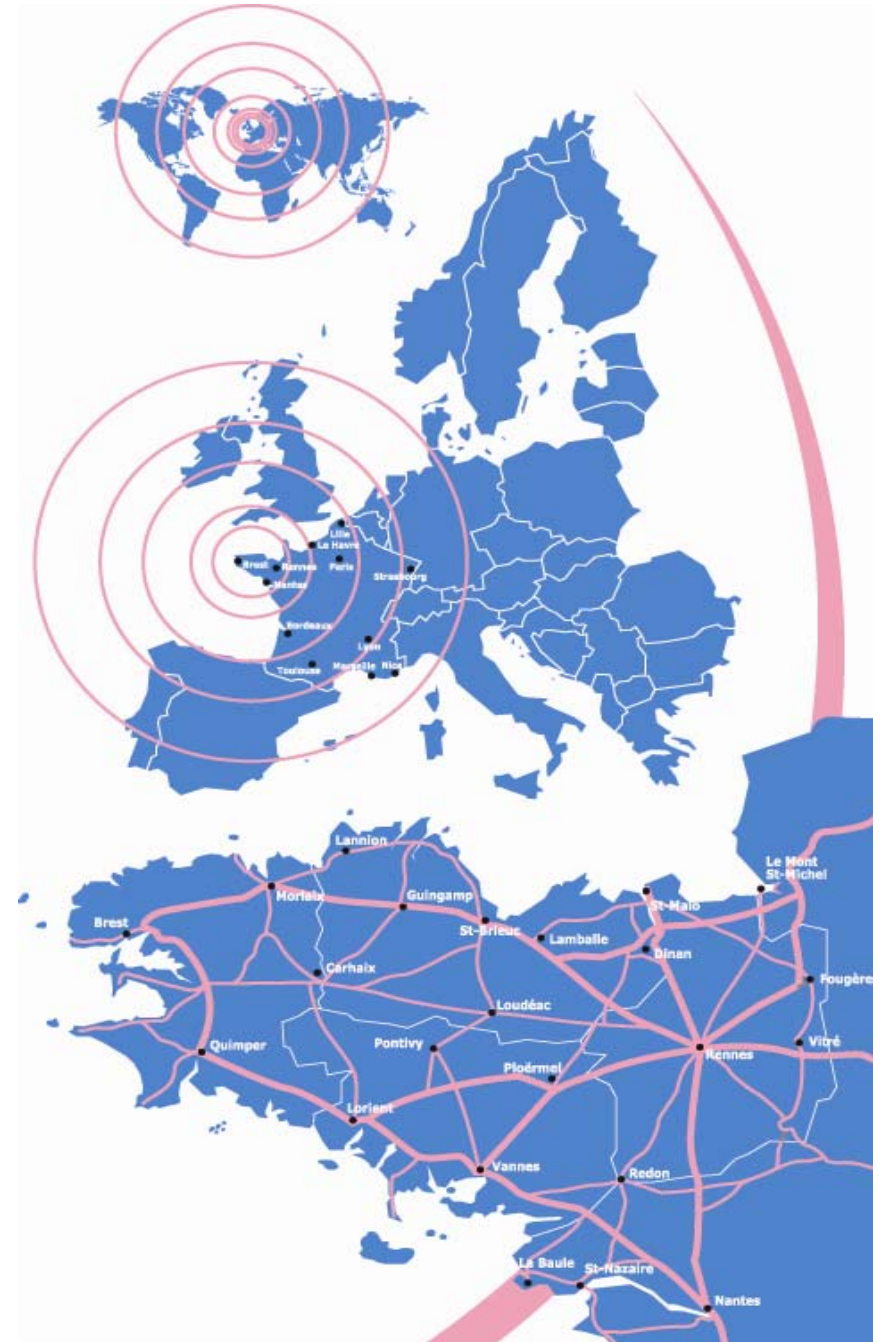 Lille
Le Havre
Brest
Rennes
Paris
Strasbourg
Nantes
Bordeaux
Lyon
Toulouse
Marseille
Nice
Lannion
Le Mont
St-Michel
Morlaix
Guingamp
St-Malo
Brest
St-Brieuc
Lamballe
Dinan
Carhaix
Fougère
Loudéac
Quimper
Pontivy
Vitré
Rennes
Ploërmel
Lorient
Vannes
Redon
La Baule
St-Nazaire
Nantes